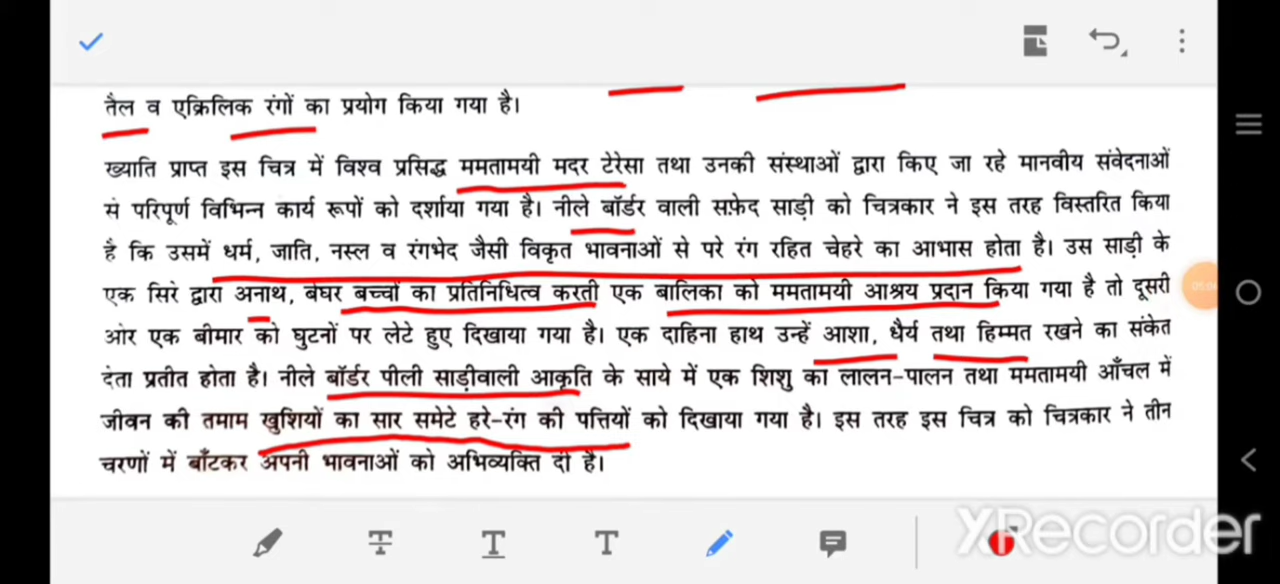 तैल व एक्रिलिक रंगों का प्रयोग किया गया है।
ख्याति प्राप्त इस चित्र में विश्व प्रसिद्ध ममतामयी मदर टेरेसा तथा उनकी संस्थाओं द्वारा किए जा रहे मानवीय संवेदनाओं
से परिपूर्ण विभिन्न कार्य रूपों को दर्शाया गया है। नीले बॉर्डर वाली सफ़ेद साड़ी को चित्रकार ने इस तरह विस्तरित किया
है कि उसमें धर्म, जाति, नस्ल व रंगभेद जैसी विकृत भावनाओं से परे रंग रहित चेहरे का आभास होता है। उस साड़ी के
एक सिरे द्वारा अनाथ, बेघर बच्चों का प्रतिनिधित्व करती एक बालिका को ममतामयी आश्रय प्रदान किया गया है तो दूसरी
ओर एक बीमार को घुटनों पर लेटे हुए दिखाया गया है। एक दाहिना हाथ उन्हें आशा, धैर्य तथा हिम्मत रखने का संकेत
देता प्रतीत होता है। नीले बॉर्डर पीली साड़ीवाली आकृति के साये में एक शिशु का लालन-पालन तथा ममतामयी आँचल में
जीवन की तमाम खुशियों का सार समेटे हरे-रंग की पत्तियों को दिखाया गया है। इस तरह इस चित्र को चित्रकार ने तीन
चरणों में बाँटकर अपनी भावनाओं को अभिव्यक्ति दी है।
05:04
T T T
XRecorder